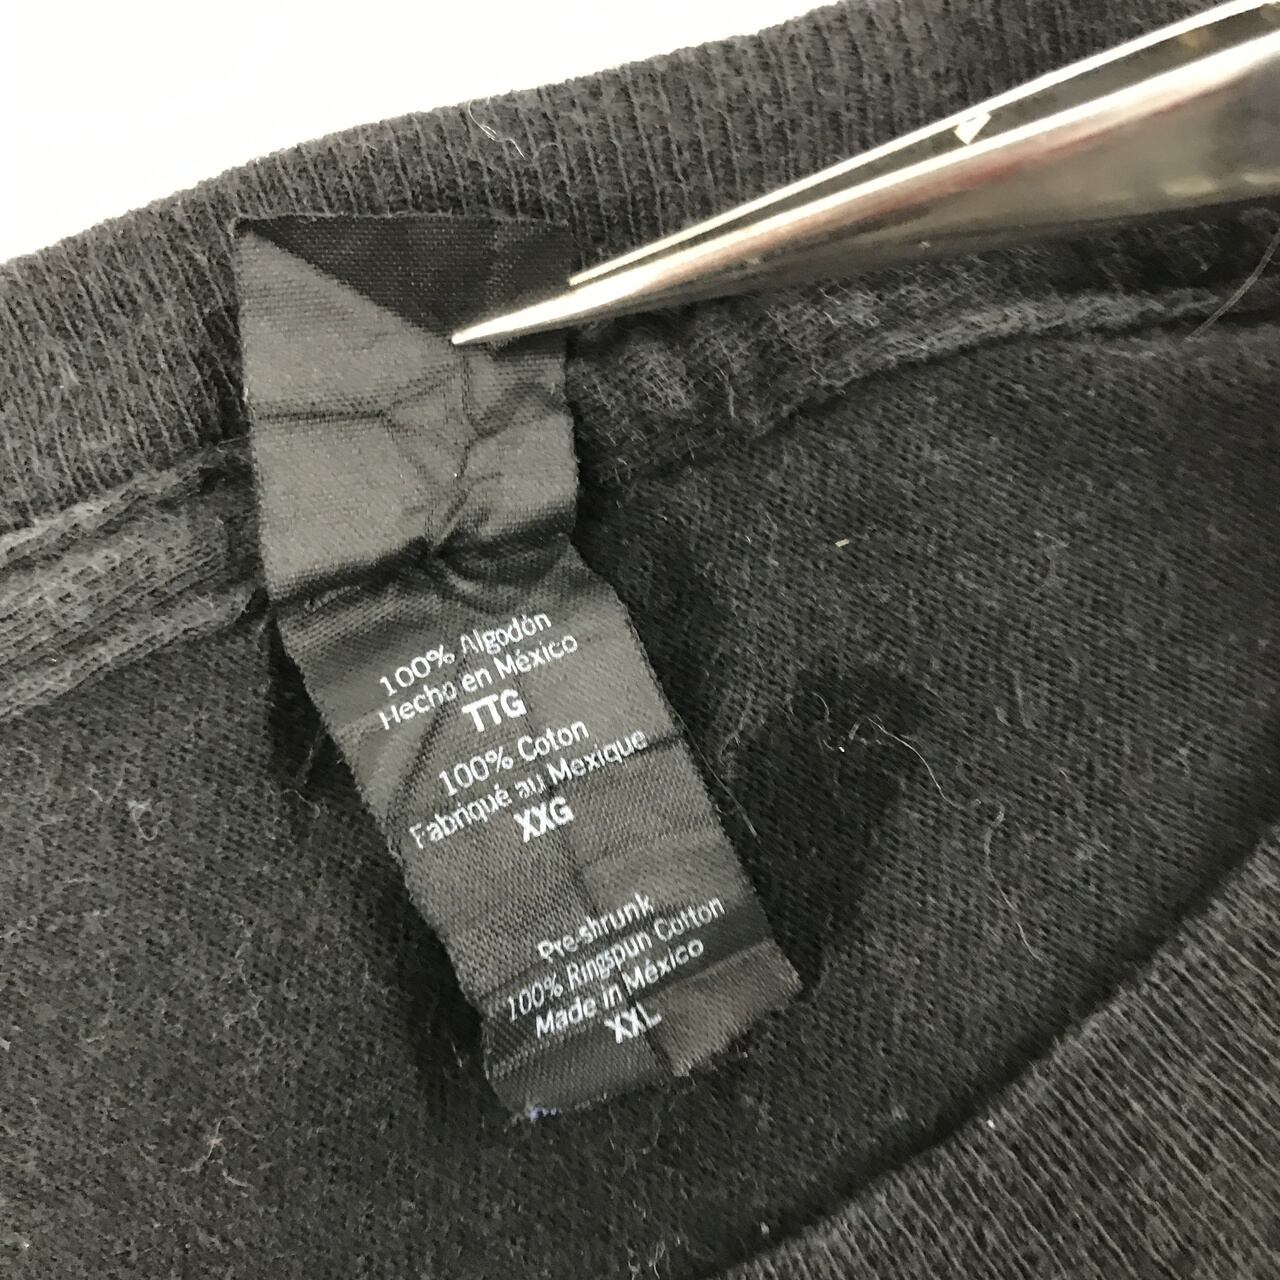 100% Algodón
Hecho en México
TTG
100% Coton
Fabriqué au Mexique
XXG
Pre-shrunk
100% Ringspun Cotton
Made in México
XXL